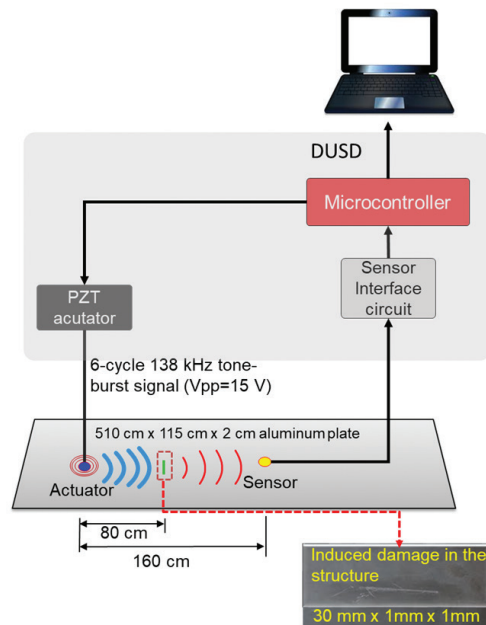 DUSD
Microcontroller
Sensor
Interface
circuit
PZT
acutator
6-cycle 138 kHz tone-
burst signal (Vpp=15 V)
510 cm x 115 cm x 2 cm aluminum plate
Actuator
Sensor
80 cm
160 cm
Induced damage in the
structure
30 mm x 1mm x 1mm